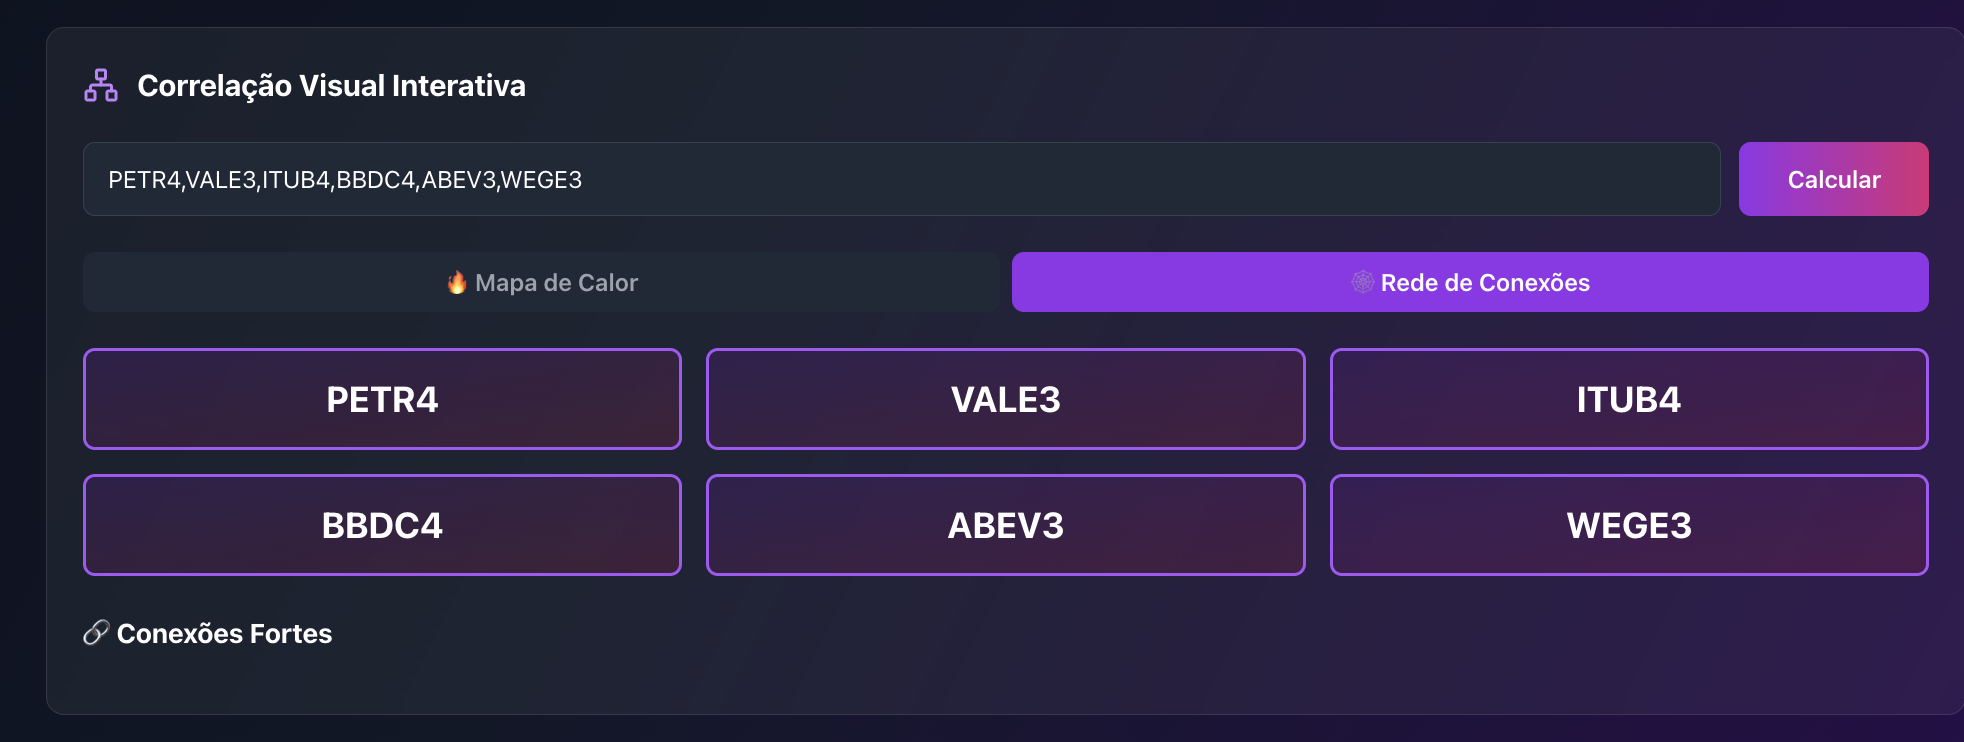 Correlação Visual Interativa
PETR4,VALE3,ITUB4,BBDC4,ABEV3,WEGE3
Calcular
🔥 Mapa de Calor
🕸️ Rede de Conexões
PETR4
VALE3
ITUB4
BBDC4
ABEV3
WEGE3
🔗 Conexões Fortes